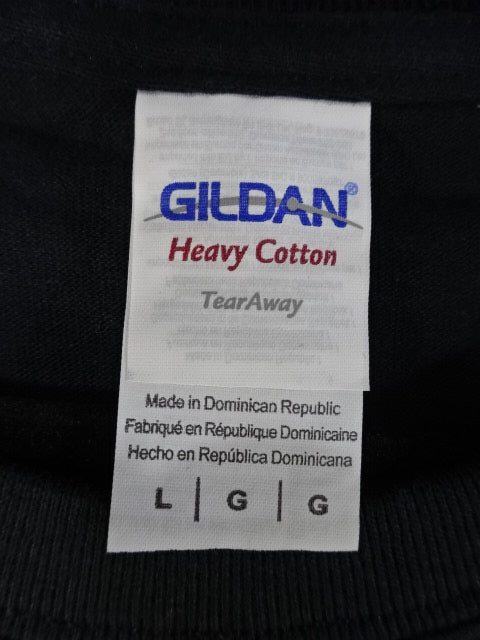 GILDAN®
Heavy Cotton
TearAway
Made in Dominican Republic
Fabriqué en République Dominicaine
Hecho en República Dominicana
L | G | G